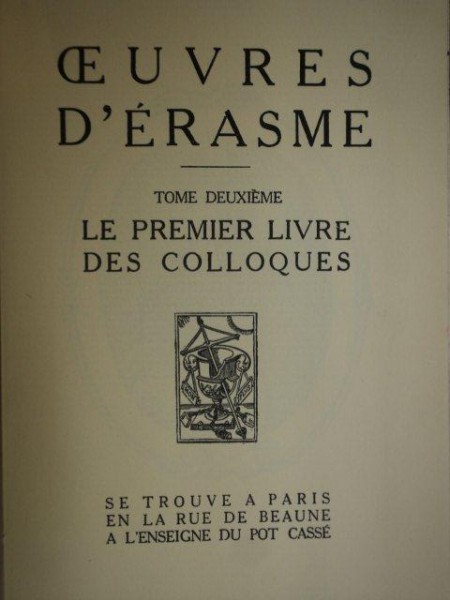 ŒUVRES
D'ÉRASME
TOME DEUXIÈME
LE PREMIER LIVRE
DES COLLOQUES
SE TROUVE A PARIS
EN LA RUE DE BEAUNE
A L'ENSEIGNE DU POT CASSÉ